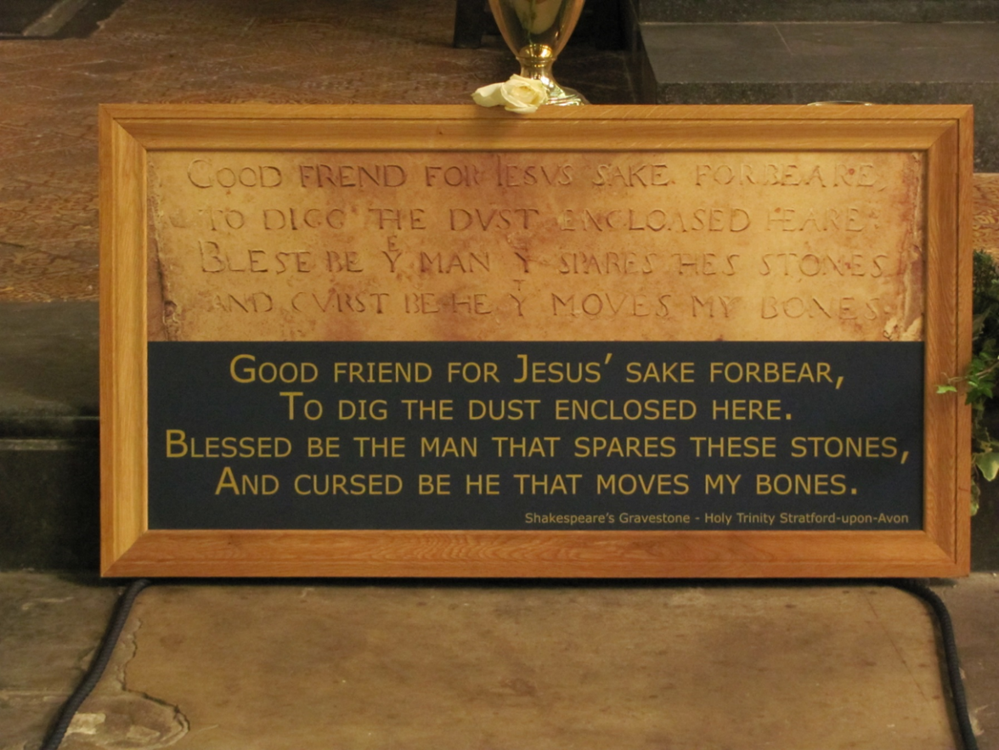 GOOD FREND FOR IESVS SAKE FORBEARE,
TO DIGG THE DVST ENCLOASED HEARE.
BLESE BE Yᴱ MAN Yᵀ SPARES THES STONES
AND CVRST BE HE Yᵀ MOVES MY BONES.
GOOD FRIEND FOR JESUS’ SAKE FORBEAR,
TO DIG THE DUST ENCLOSED HERE.
BLESSED BE THE MAN THAT SPARES THESE STONES,
AND CURSED BE HE THAT MOVES MY BONES.
Shakespeare’s Gravestone - Holy Trinity Stratford-upon-Avon